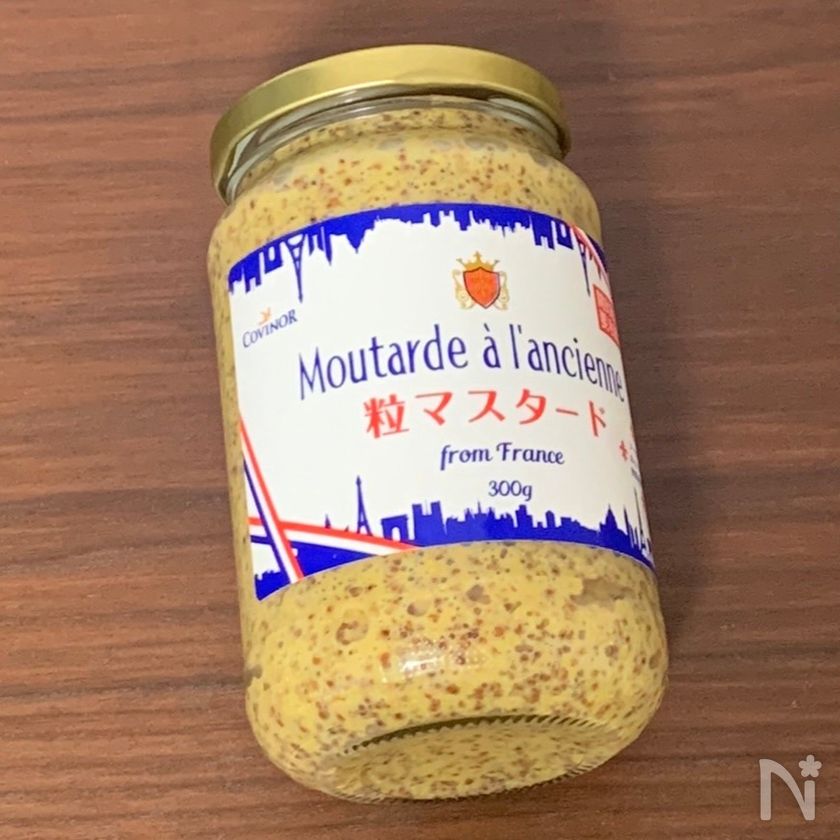 COVINOR
Moutarde à l'ancienne
粒マスタード
from France
300g
N